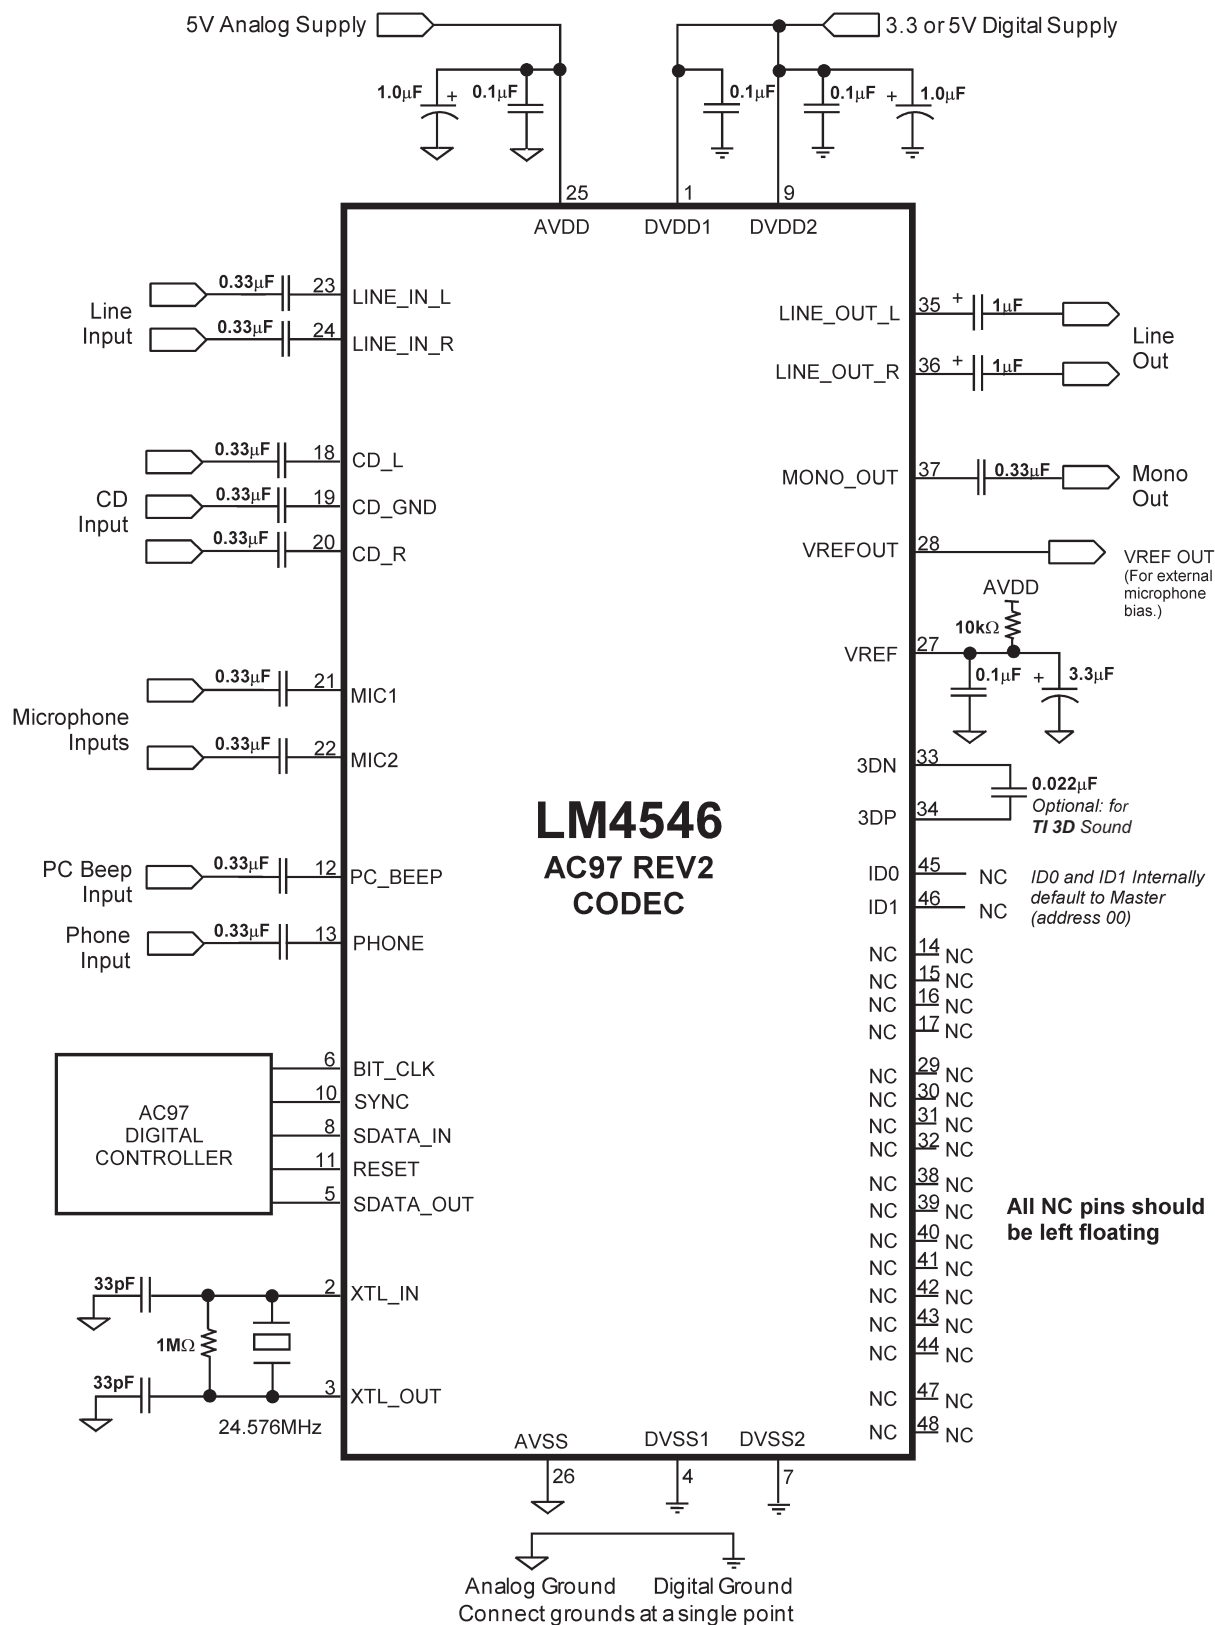 5V Analog Supply
3.3 or 5V Digital Supply
1.0µF + 0.1µF 0.1µF 0.1µF + 1.0µF
25 1 9
AVDD DVDD1 DVDD2
Line
Input
0.33µF 23 LINE_IN_L
0.33µF 24 LINE_IN_R
CD
Input
0.33µF 18 CD_L
0.33µF 19 CD_GND
0.33µF 20 CD_R
Microphone
Inputs
0.33µF 21 MIC1
0.33µF 22 MIC2
PC Beep
Input
0.33µF 12 PC_BEEP
Phone
Input
0.33µF 13 PHONE
AC97
DIGITAL
CONTROLLER
6 BIT_CLK
10 SYNC
8 SDATA_IN
11 RESET
5 SDATA_OUT
33pF 2 XTL_IN
1MΩ
33pF 3 XTL_OUT
24.576MHz
LM4546
AC97 REV2
CODEC
LINE_OUT_L 35 + 1µF
LINE_OUT_R 36 + 1µF
Line
Out
MONO_OUT 37 0.33µF
Mono
Out
VREFOUT 28
VREF OUT
(For external
microphone
bias.)
AVDD
10kΩ
VREF 27
0.1µF + 3.3µF
3DN 33
3DP 34
0.022µF
Optional: for
TI 3D Sound
ID0 45 NC
ID1 46 NC
ID0 and ID1 Internally
default to Master
(address 00)
NC 14 NC
NC 15 NC
NC 16 NC
NC 17 NC
NC 29 NC
NC 30 NC
NC 31 NC
NC 32 NC
NC 38 NC
NC 39 NC
NC 40 NC
NC 41 NC
NC 42 NC
NC 43 NC
NC 44 NC
NC 47 NC
NC 48 NC
All NC pins should
be left floating
AVSS DVSS1 DVSS2
26 4 7
Analog Ground Digital Ground
Connect grounds at a single point